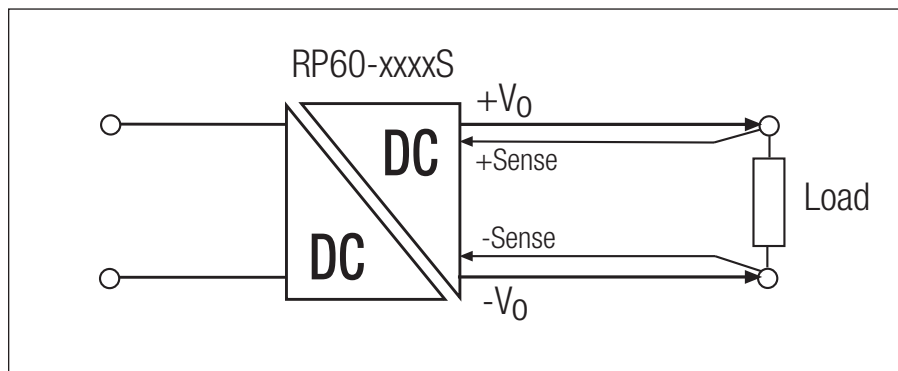 RP60-xxxxS
+V0
DC
+Sense
Load
-Sense
DC
-V0